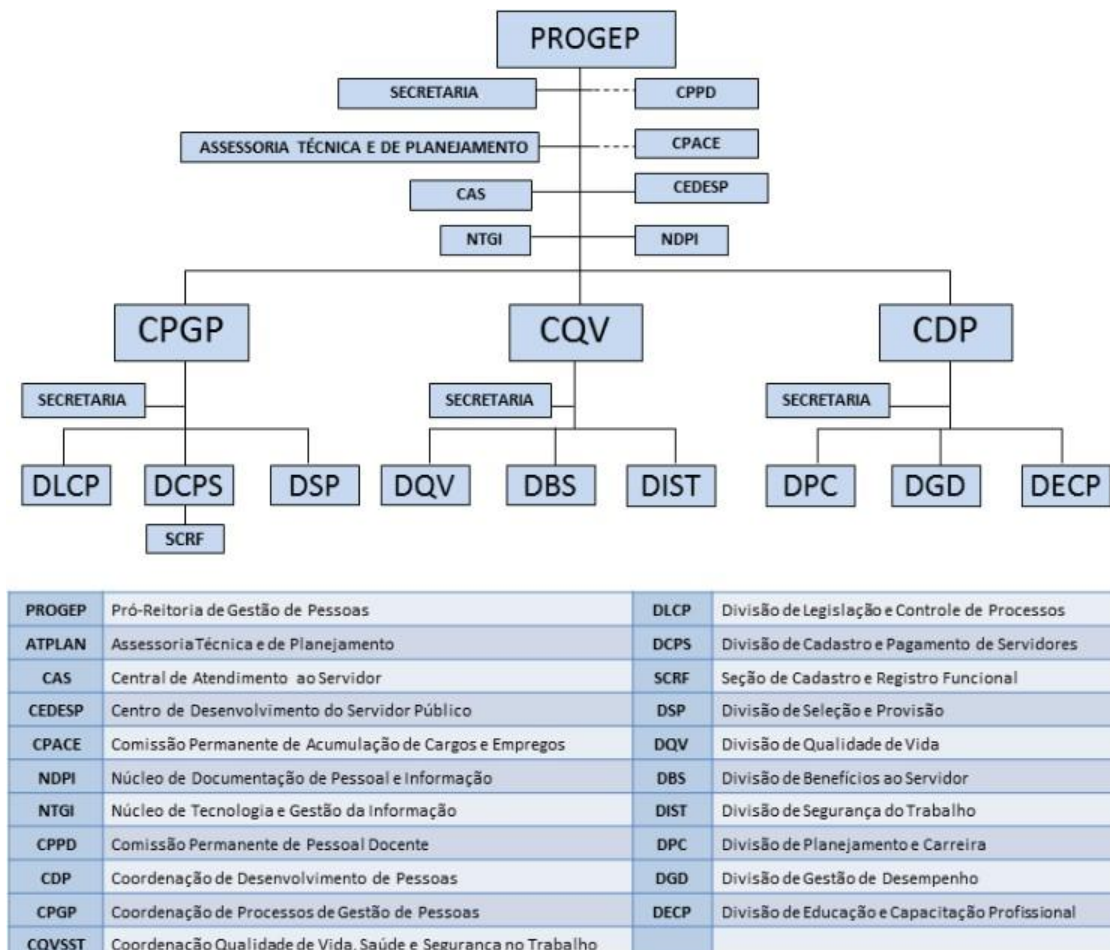 PROGEP
SECRETARIA CPPD
ASSESSORIA TÉCNICA E DE PLANEJAMENTO CPACE
CAS CEDESP
NTGI NDPI
CPGP CQV CDP
SECRETARIA SECRETARIA SECRETARIA
DLCP DCPS DSP DQV DBS DIST DPC DGD DECP
SCRF
PROGEP Pró-Reitoria de Gestão de Pessoas DLCP Divisão de Legislação e Controle de Processos
ATPLAN Assessoria Técnica e de Planejamento DCPS Divisão de Cadastro e Pagamento de Servidores
CAS Central de Atendimento ao Servidor SCRF Seção de Cadastro e Registro Funcional
CEDESP Centro de Desenvolvimento do Servidor Público DSP Divisão de Seleção e Provisão
CPACE Comissão Permanente de Acumulação de Cargos e Empregos DQV Divisão de Qualidade de Vida
NDPI Núcleo de Documentação de Pessoal e Informação DBS Divisão de Benefícios ao Servidor
NTGI Núcleo de Tecnologia e Gestão da Informação DIST Divisão de Segurança do Trabalho
CPPD Comissão Permanente de Pessoal Docente DPC Divisão de Planejamento e Carreira
CDP Coordenação de Desenvolvimento de Pessoas DGD Divisão de Gestão de Desempenho
CPGP Coordenação de Processos de Gestão de Pessoas DECP Divisão de Educação e Capacitação Profissional
CQVSST Coordenação Qualidade de Vida, Saúde e Segurança no Trabalho